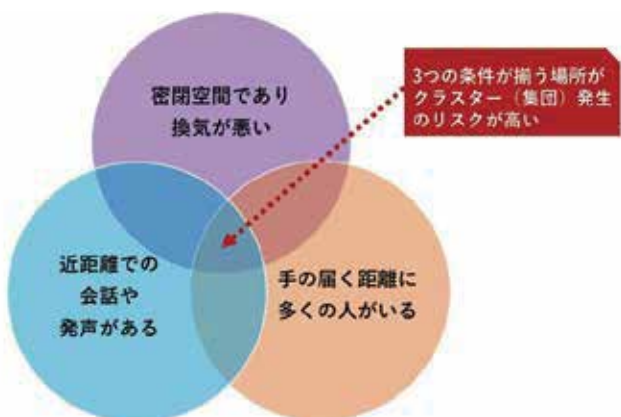 密閉空間であり
換気が悪い
3つの条件が揃う場所が
クラスター（集団）発生
のリスクが高い
近距離での
会話や
発声がある
手の届く距離に
多くの人がいる